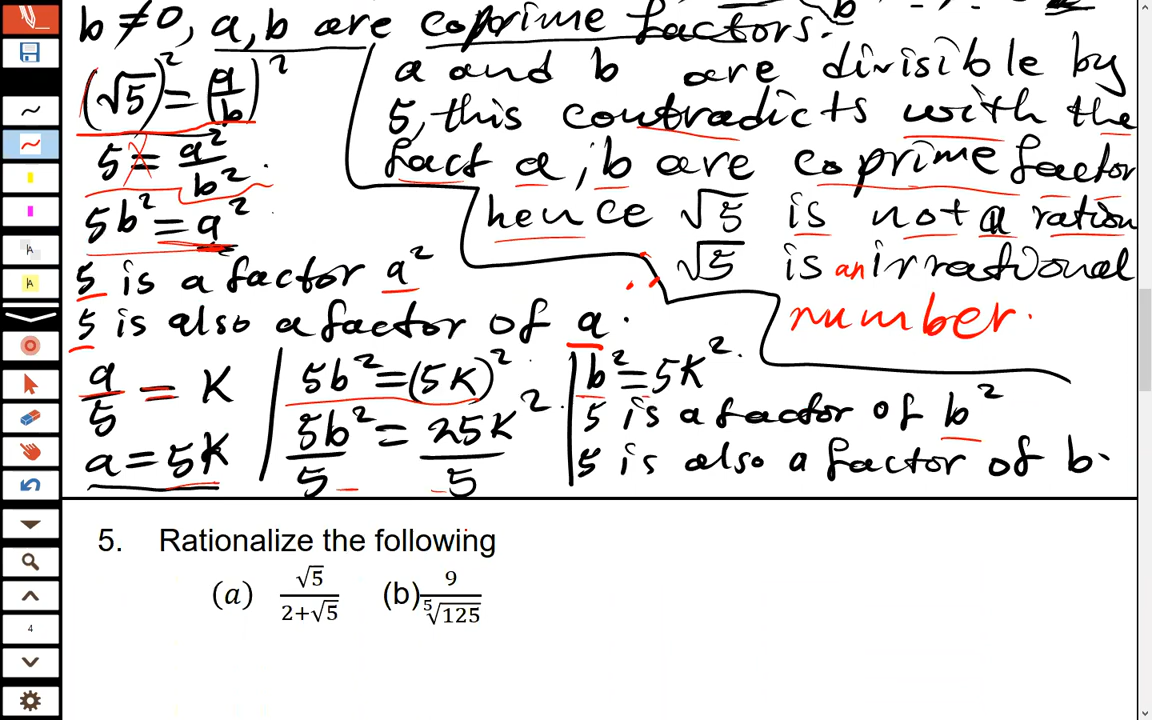 b≠0, a,b are coprime factors.
(√5)² = (a/b)²
5 = a²/b²
5b² = a²
5 is a factor a²
5 is also a factor of a.
a/5 = K
a = 5K
5b² = (5K)²
5b²/5 = 25K²/5
b² = 5K².
5 is a factor of b²
5 is also a factor of b.
a and b are divisible by
5, this contradicts with the
fact a, b are coprime factor
hence √5 is not a ration
∴ √5 is an irrational
number.
5. Rationalize the following
(a) √5/(2+√5) (b) 9/⁵√125
4